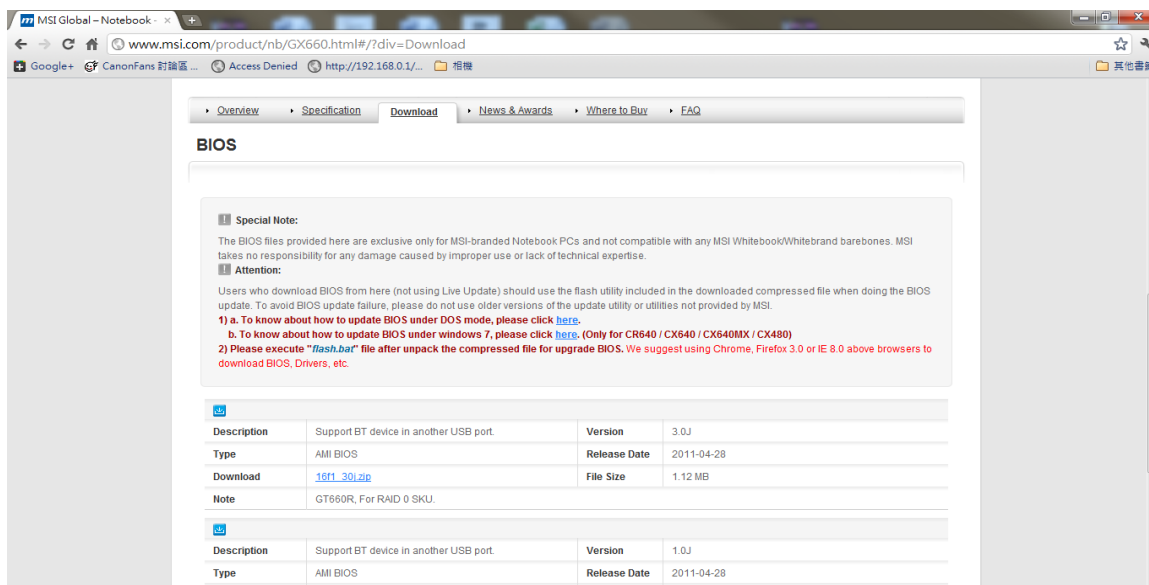 MSI Global – Notebook -
www.msi.com/product/nb/GX660.html#/?div=Download
Google+ CanonFans 討論區 ... Access Denied http://192.168.0.1/... 相機 其他書籤
Overview Specification Download News & Awards Where to Buy FAQ
BIOS
Special Note:
The BIOS files provided here are exclusive only for MSI-branded Notebook PCs and not compatible with any MSI Whitebook/Whitebrand barebones. MSI
takes no responsibility for any damage caused by improper use or lack of technical expertise.
Attention:
Users who download BIOS from here (not using Live Update) should use the flash utility included in the downloaded compressed file when doing the BIOS
update. To avoid BIOS update failure, please do not use older versions of the update utility or utilities not provided by MSI.
1) a. To know about how to update BIOS under DOS mode, please click here.
b. To know about how to update BIOS under windows 7, please click here. (Only for CR640 / CX640 / CX640MX / CX480)
2) Please execute "flash.bat" file after unpack the compressed file for upgrade BIOS. We suggest using Chrome, Firefox 3.0 or IE 8.0 above browsers to
download BIOS, Drivers, etc.
Description Support BT device in another USB port. Version 3.0J
Type AMI BIOS Release Date 2011-04-28
Download 16f1_30j.zip File Size 1.12 MB
Note GT660R, For RAID 0 SKU.
Description Support BT device in another USB port. Version 1.0J
Type AMI BIOS Release Date 2011-04-28